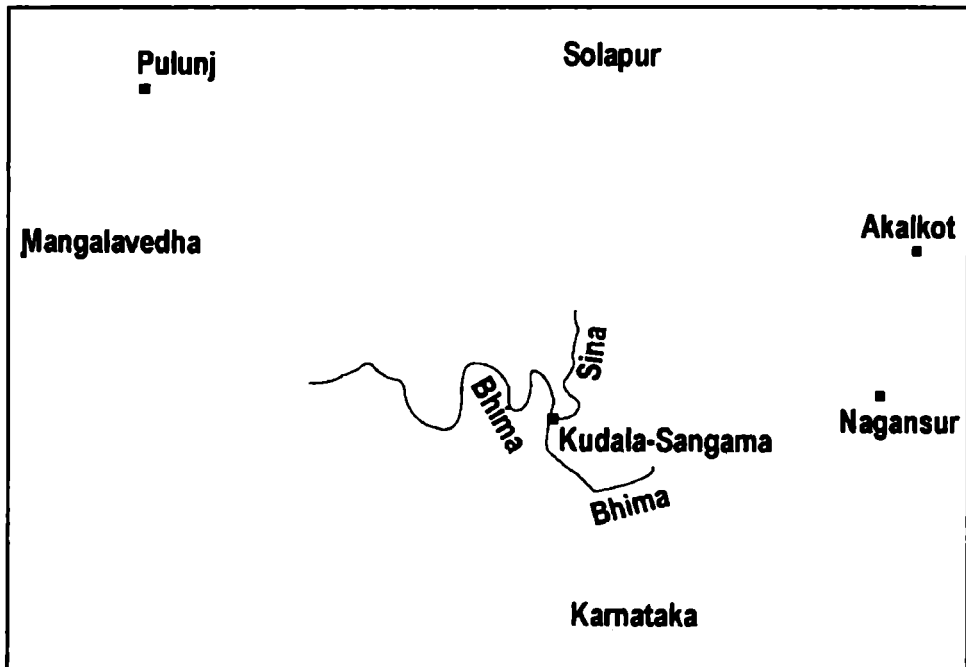 Solapur
Pulunj
Mangalavedha
Akalkot
Sina
Bhima
Nagansur
Kudala-Sangama
Bhima
Karnataka